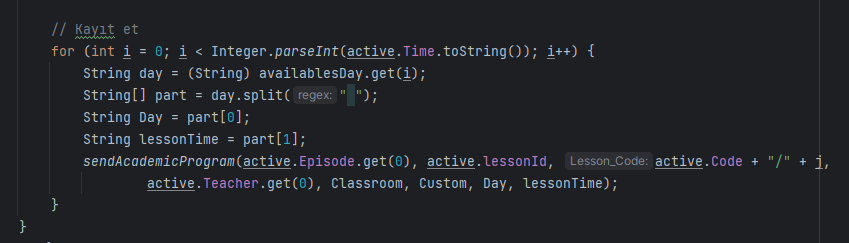 // Kayıt et
for (int i = 0; i < Integer.parseInt(active.Time.toString()); i++) {
String day = (String) availablesDay.get(i);
String[] part = day.split( regex: " ");
String Day = part[0];
String lessonTime = part[1];
sendAcademicProgram(active.Episode.get(0), active.lessonId, Lesson_Code: active.Code + "/" + j,
active.Teacher.get(0), Classroom, Custom, Day, lessonTime);
}
}